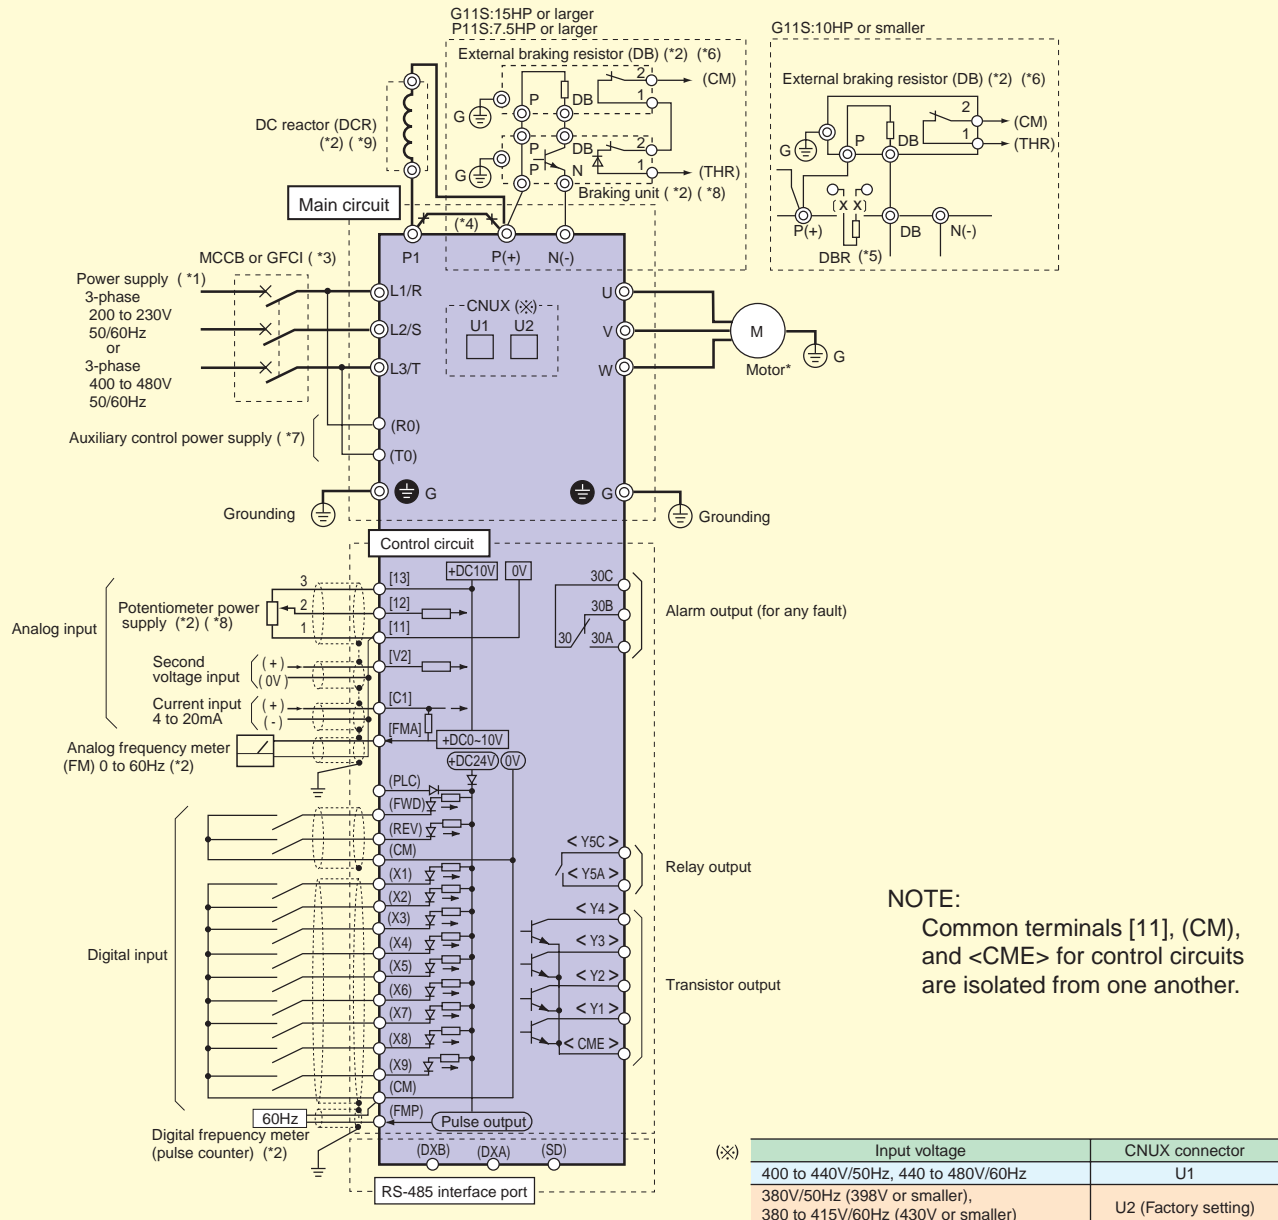 G11S:15HP or larger
P11S:7.5HP or larger
G11S:10HP or smaller
External braking resistor (DB) (*2) (*6)
2
(CM)
P
DB
1
G
P
DB
2
P
N
1
(THR)
G
Braking unit ( *2) ( *8)
External braking resistor (DB) (*2) (*6)
2
(CM)
1
(THR)
G
P
DB
( X X )
P(+)
DB
N(-)
DBR (*5)
DC reactor (DCR)
(*2) ( *9)
Main circuit
(*4)
P1
P(+)
N(-)
MCCB or GFCI ( *3)
Power supply ( *1)
3-phase
200 to 230V
50/60Hz
or
3-phase
400 to 480V
50/60Hz
L1/R
L2/S
L3/T
CNUX (※)
U1 U2
U
V
W
M
Motor*
G
Auxiliary control power supply ( *7)
(R0)
(T0)
G
G
Grounding
Grounding
Control circuit
Analog input
Potentiometer power
supply (*2) ( *8)
3
2
1
[13]
[12]
[11]
+DC10V
0V
Second
voltage input
(+)
(0V)
[V2]
Current input
4 to 20mA
(+)
(-)
[C1]
Analog frequency meter
(FM) 0 to 60Hz (*2)
[FMA]
+DC0~10V
+DC24V
0V
30C
30B
30
30A
Alarm output (for any fault)
Digital input
(PLC)
(FWD)
(REV)
(CM)
(X1)
(X2)
(X3)
(X4)
(X5)
(X6)
(X7)
(X8)
(X9)
(CM)
(FMP)
Pulse output
60Hz
Digital frepuency meter
(pulse counter) (*2)
< Y5C >
< Y5A >
Relay output
< Y4 >
< Y3 >
< Y2 >
< Y1 >
< CME >
Transistor output
(DXB)
(DXA)
(SD)
RS-485 interface port
NOTE:
Common terminals [11], (CM),
and <CME> for control circuits
are isolated from one another.
(※)
Input voltage CNUX connector
400 to 440V/50Hz, 440 to 480V/60Hz U1
380V/50Hz (398V or smaller),
380 to 415V/60Hz (430V or smaller) U2 (Factory setting)